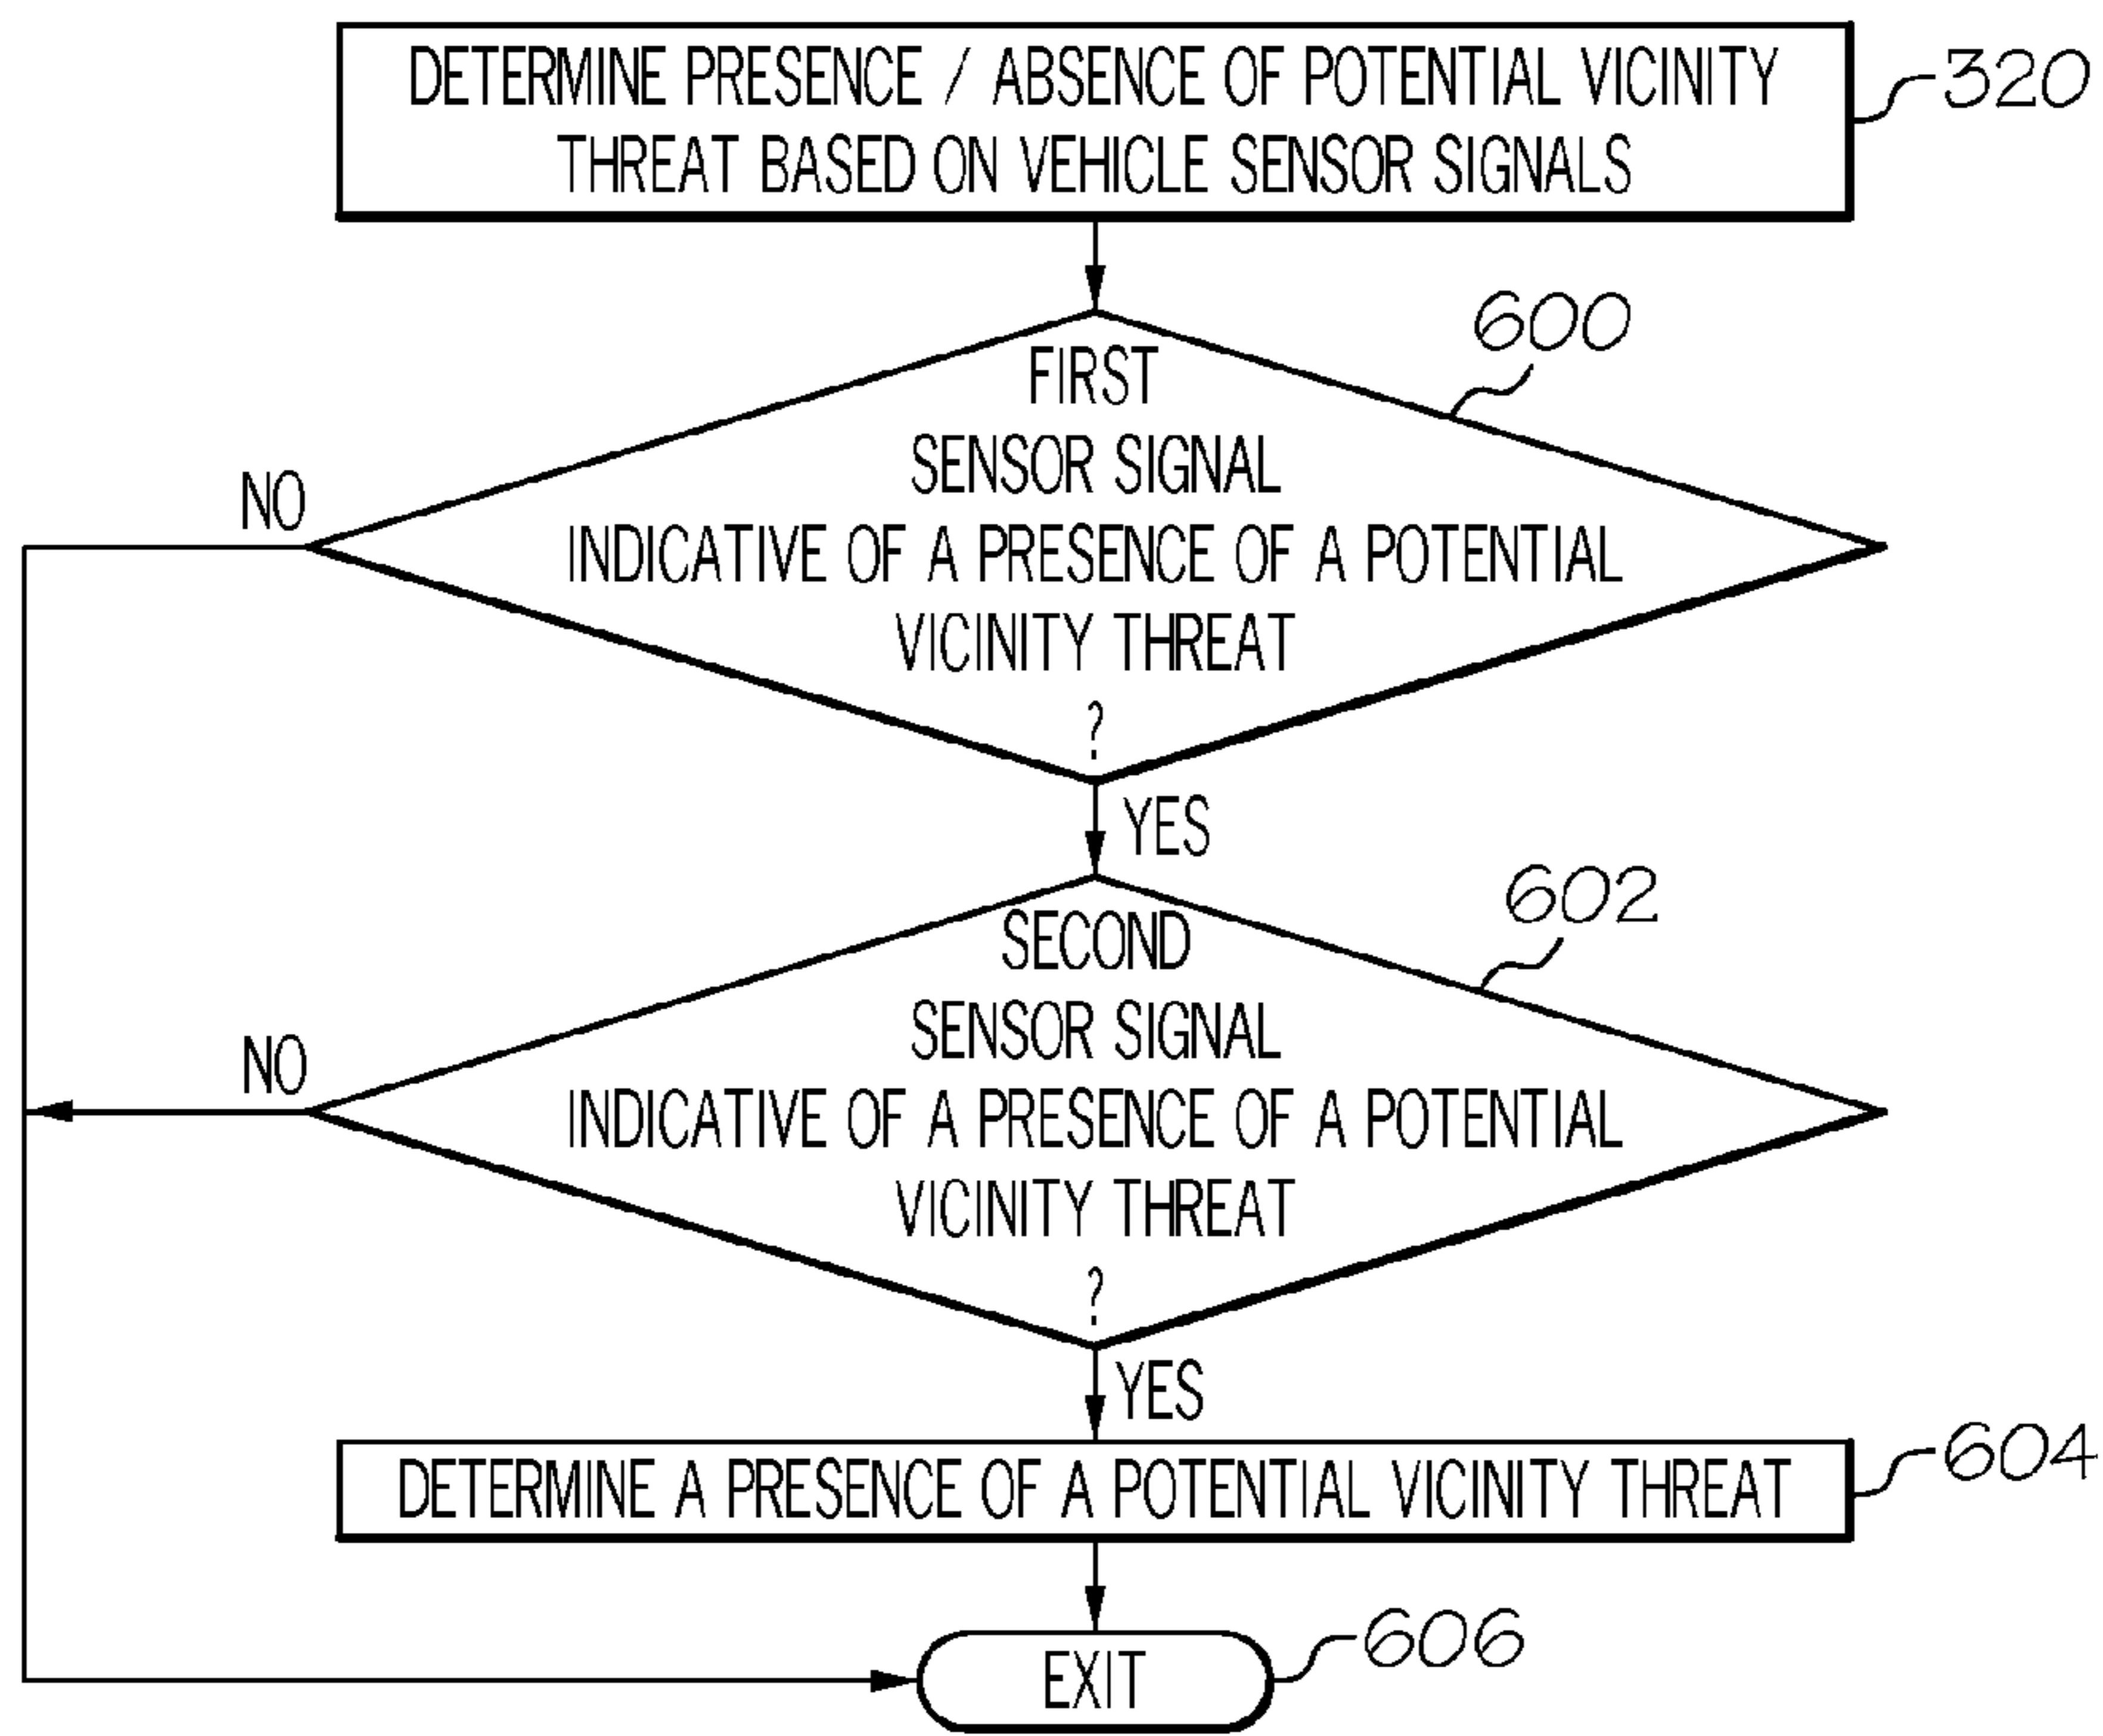 DETERMINE PRESENCE / ABSENCE OF POTENTIAL VICINITY
THREAT BASED ON VEHICLE SENSOR SIGNALS
320
600
FIRST
SENSOR SIGNAL
INDICATIVE OF A PRESENCE OF A POTENTIAL
VICINITY THREAT
?
NO
YES
602
SECOND
SENSOR SIGNAL
INDICATIVE OF A PRESENCE OF A POTENTIAL
VICINITY THREAT
?
NO
YES
DETERMINE A PRESENCE OF A POTENTIAL VICINITY THREAT
604
EXIT
606